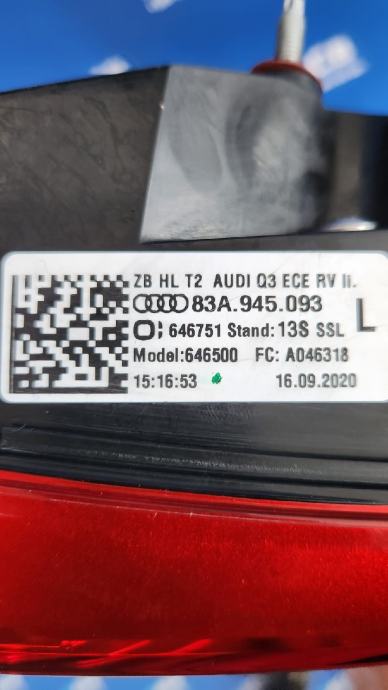 ZB HL T2 AUDI Q3 ECE RV li.
83A.945.093
L
646751 Stand: 13S SSL
Model:646500 FC: A046318
15:16:53 16.09.2020